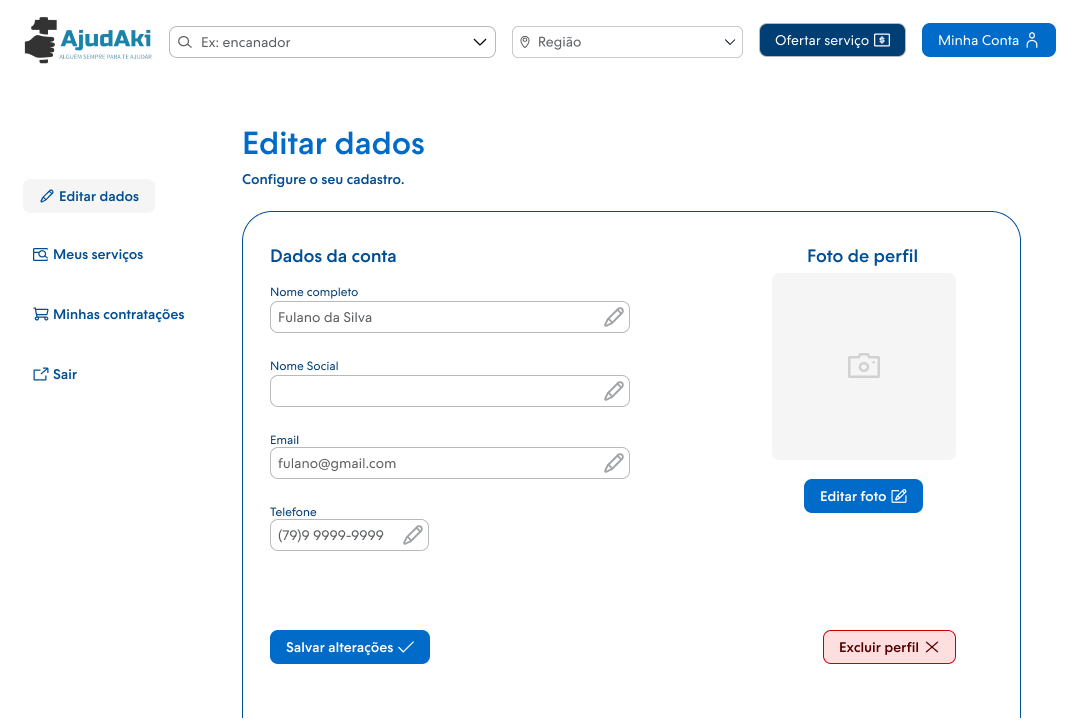 AjudAki
ALGUÉM SEMPRE PARA TE AJUDAR
Ex: encanador
Região
Ofertar serviço
Minha Conta
Editar dados
Configure o seu cadastro.
Editar dados
Meus serviços
Minhas contratações
Sair
Dados da conta
Nome completo
Fulano da Silva
Nome Social
Email
fulano@gmail.com
Telefone
(79)9 9999-9999
Foto de perfil
Editar foto
Salvar alterações
Excluir perfil